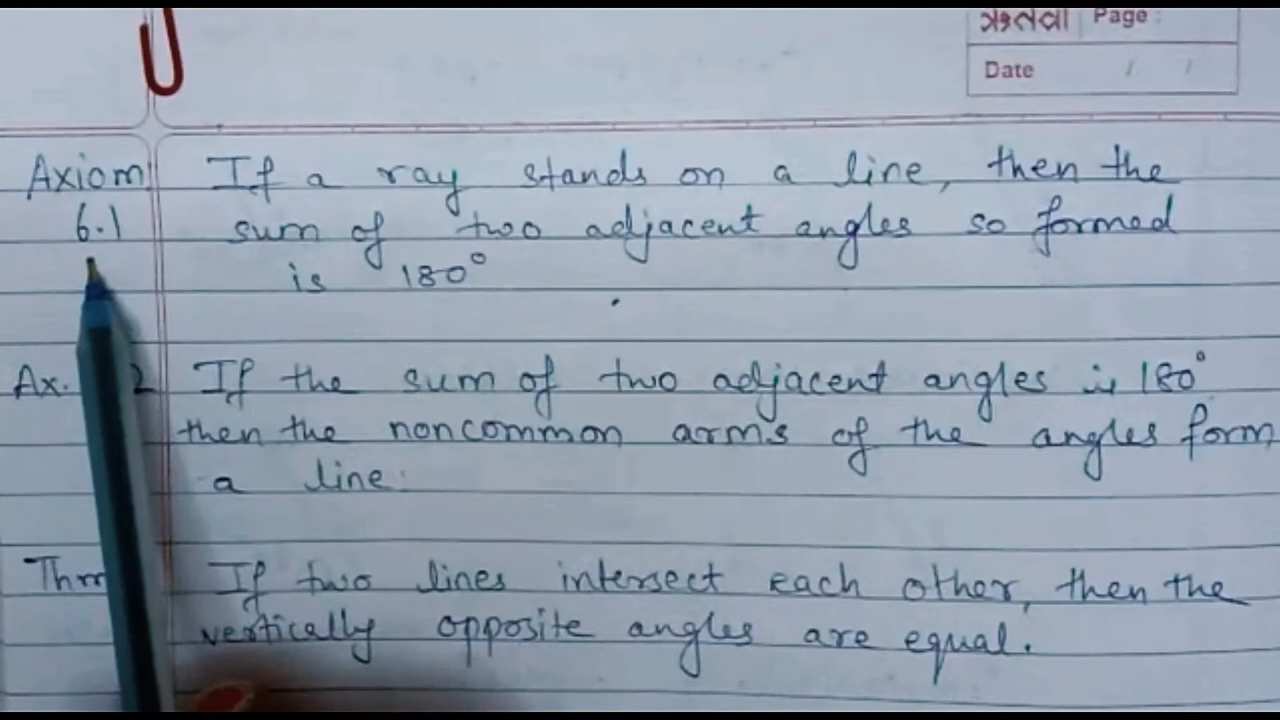 ઋતવા Page :
Date / /
Axiom If a ray stands on a line, then the
6.1 sum of two adjacent angles so formed
is 180°
Ax. 2 If the sum of two adjacent angles is 180°
then the noncommon arms of the angles form
a line.
Thm If two lines intersect each other, then the
vertically opposite angles are equal.